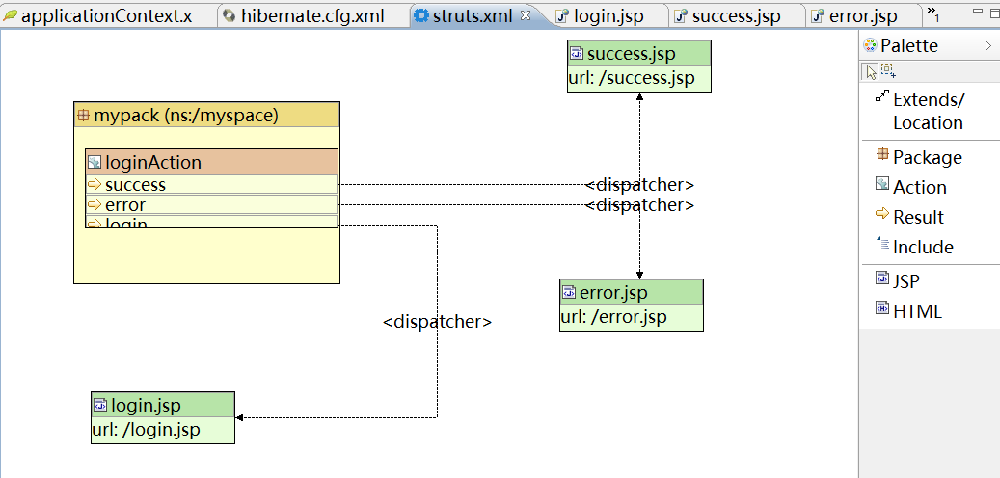 applicationContext.x
hibernate.cfg.xml
struts.xml
login.jsp
success.jsp
error.jsp
»1
success.jsp
url: /success.jsp
mypack (ns:/myspace)
loginAction
success
error
login
<dispatcher>
<dispatcher>
error.jsp
url: /error.jsp
<dispatcher>
login.jsp
url: /login.jsp
Palette
Extends/
Location
Package
Action
Result
Include
JSP
HTML